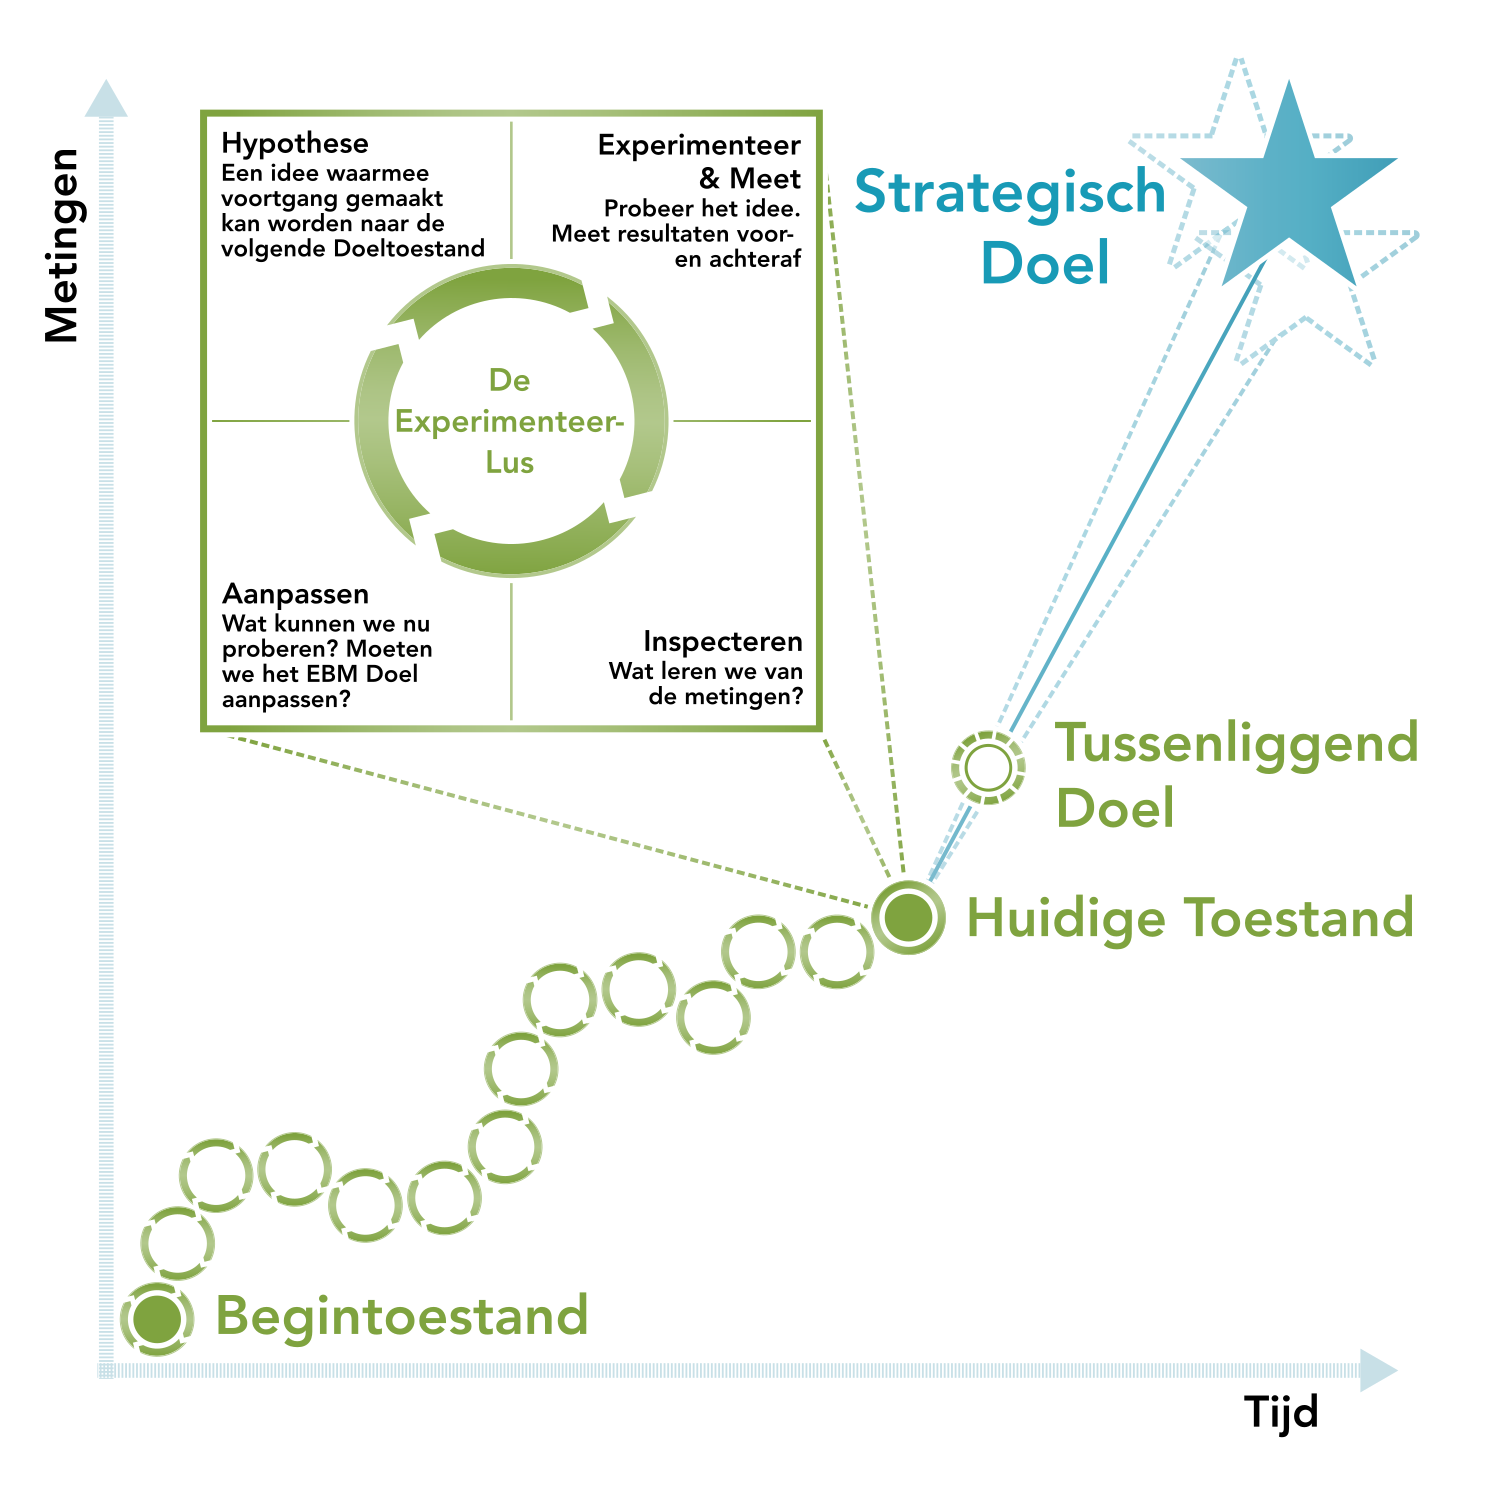 Metingen
Hypothese
Een idee waarmee
voortgang gemaakt
kan worden naar de
volgende Doeltoestand
Experimenteer
& Meet
Probeer het idee.
Meet resultaten voor-
en achteraf
De
Experimenteer-
Lus
Aanpassen
Wat kunnen we nu
proberen? Moeten
we het EBM Doel
aanpassen?
Inspecteren
Wat leren we van
de metingen?
Strategisch
Doel
Tussenliggend
Doel
Huidige Toestand
Begintoestand
Tijd